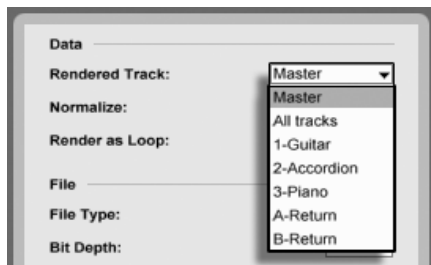 Data
Rendered Track: Master
Normalize: Master
All tracks
Render as Loop: 1-Guitar
2-Accordion
File 3-Piano
File Type: A-Return
Bit Depth: B-Return